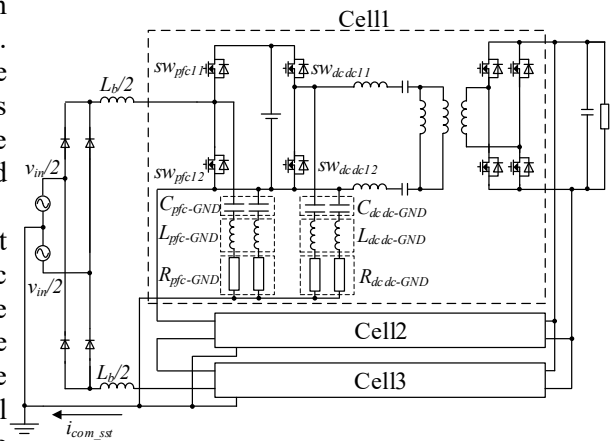 Cell1
sw_pfc11
sw_dcdc11
L_b/2
sw_pfc12
sw_dcdc12
v_in/2
C_pfc-GND
C_dcdc-GND
L_pfc-GND
L_dcdc-GND
v_in/2
R_pfc-GND
R_dcdc-GND
Cell2
L_b/2
Cell3
i_com_sst